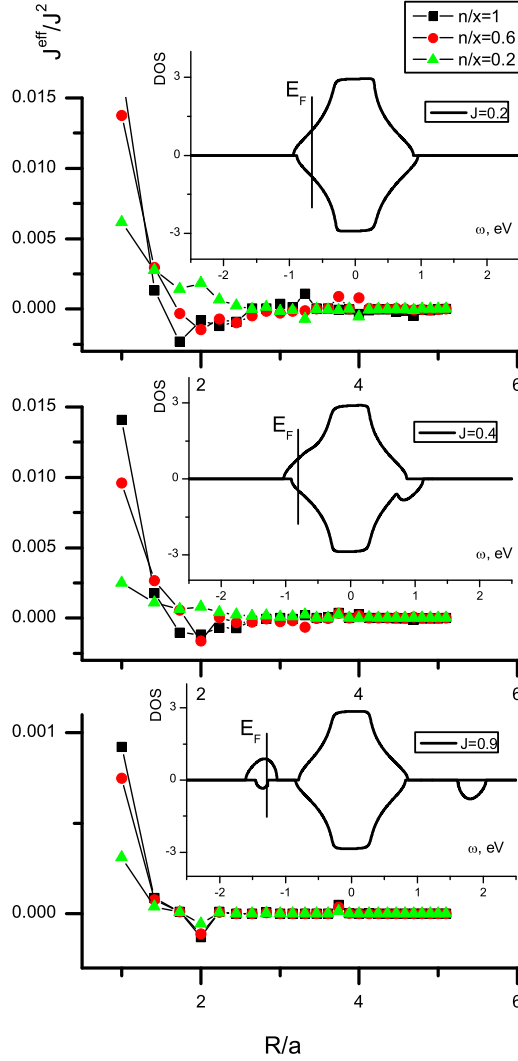 n/x=1
n/x=0.6
n/x=0.2
J^eff/J^2
0.015
0.010
0.005
0.000
2 4 6
DOS
3
0
-3
E_F
J=0.2
ω, eV
-2 -1 0 1 2
0.015
0.010
0.005
0.000
2 4 6
DOS
3
0
-3
E_F
J=0.4
ω, eV
-2 -1 0 1 2
0.001
0.000
2 4 6
DOS
3
0
-3
E_F
J=0.9
ω, eV
-2 -1 0 1 2
R/a